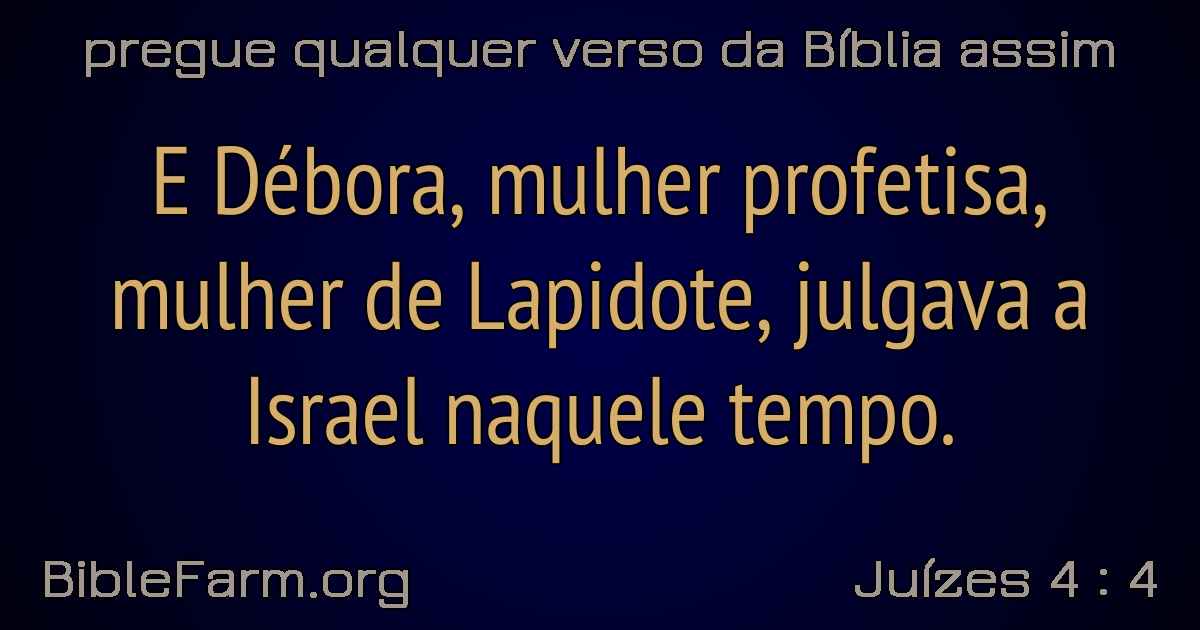 pregue qualquer verso da Bíblia assim
E Débora, mulher profetisa,
mulher de Lapidote, julgava a
Israel naquele tempo.
BibleFarm.org
Juízes 4 : 4